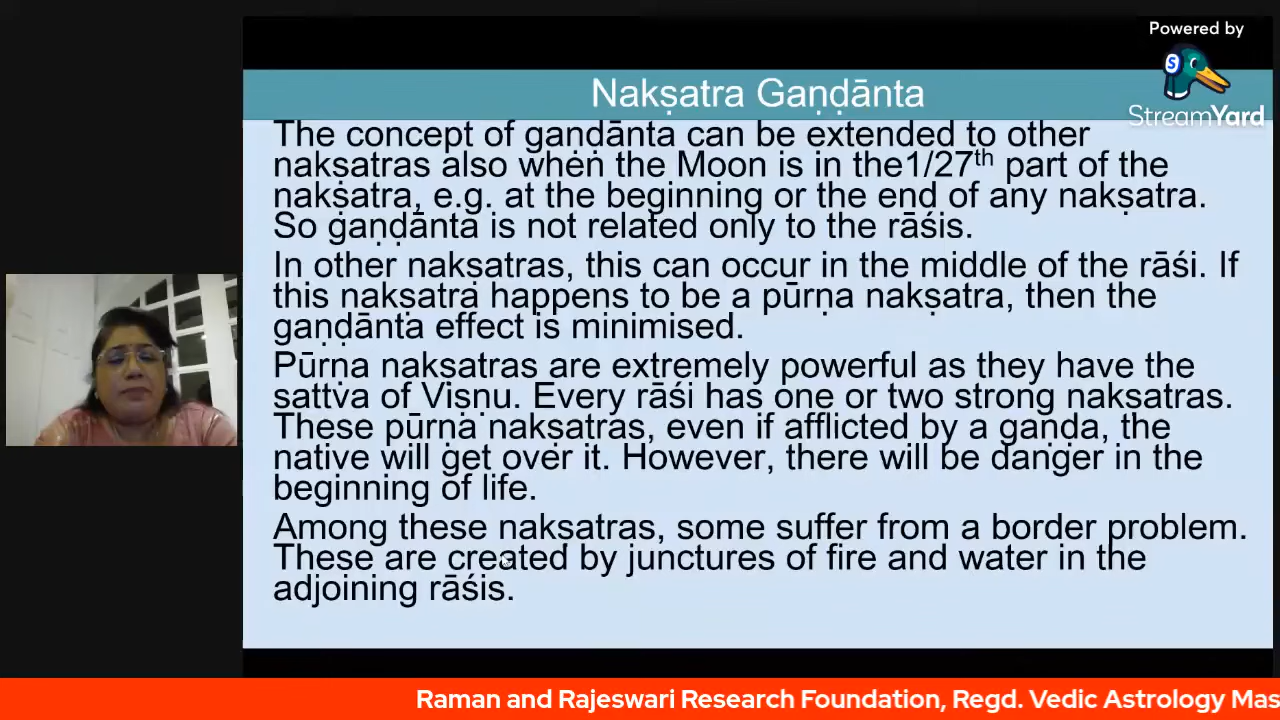 Powered by
StreamYard
Nakṣatra Gaṇḍānta
The concept of gaṇḍānta can be extended to other
nakṣatras also when the Moon is in the1/27th part of the
nakṣatra, e.g. at the beginning or the end of any nakṣatra.
So gaṇḍānta is not related only to the rāśis.
In other nakṣatras, this can occur in the middle of the rāśi. If
this nakṣatra happens to be a pūrṇa nakṣatra, then the
gaṇḍānta effect is minimised.
Pūrṇa nakṣatras are extremely powerful as they have the
sattva of Viṣṇu. Every rāśi has one or two strong nakṣatras.
These pūrṇa nakṣatras, even if afflicted by a gaṇḍa, the
native will get over it. However, there will be danger in the
beginning of life.
Among these nakṣatras, some suffer from a border problem.
These are created by junctures of fire and water in the
adjoining rāśis.
Raman and Rajeswari Research Foundation, Regd. Vedic Astrology Mas